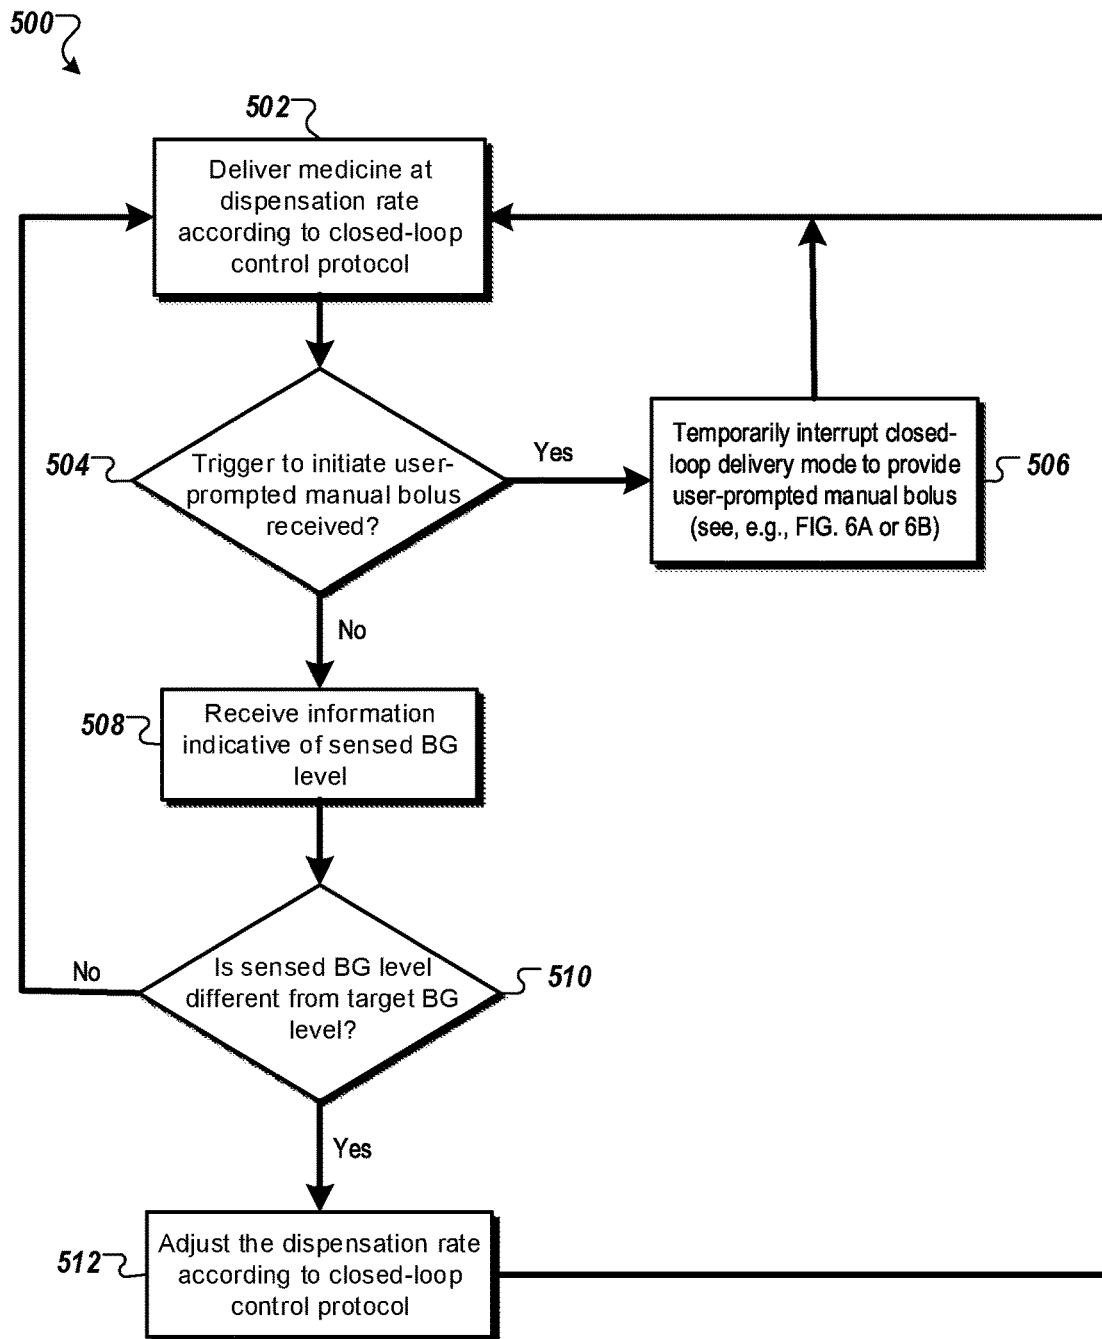 500
502
Deliver medicine at
dispensation rate
according to closed-loop
control protocol
504
Trigger to initiate user-
prompted manual bolus
received?
Yes
Temporarily interrupt closed-
loop delivery mode to provide
user-prompted manual bolus
(see, e.g., FIG. 6A or 6B)
506
No
508
Receive information
indicative of sensed BG
level
No
Is sensed BG level
different from target BG
level?
510
Yes
512
Adjust the dispensation rate
according to closed-loop
control protocol